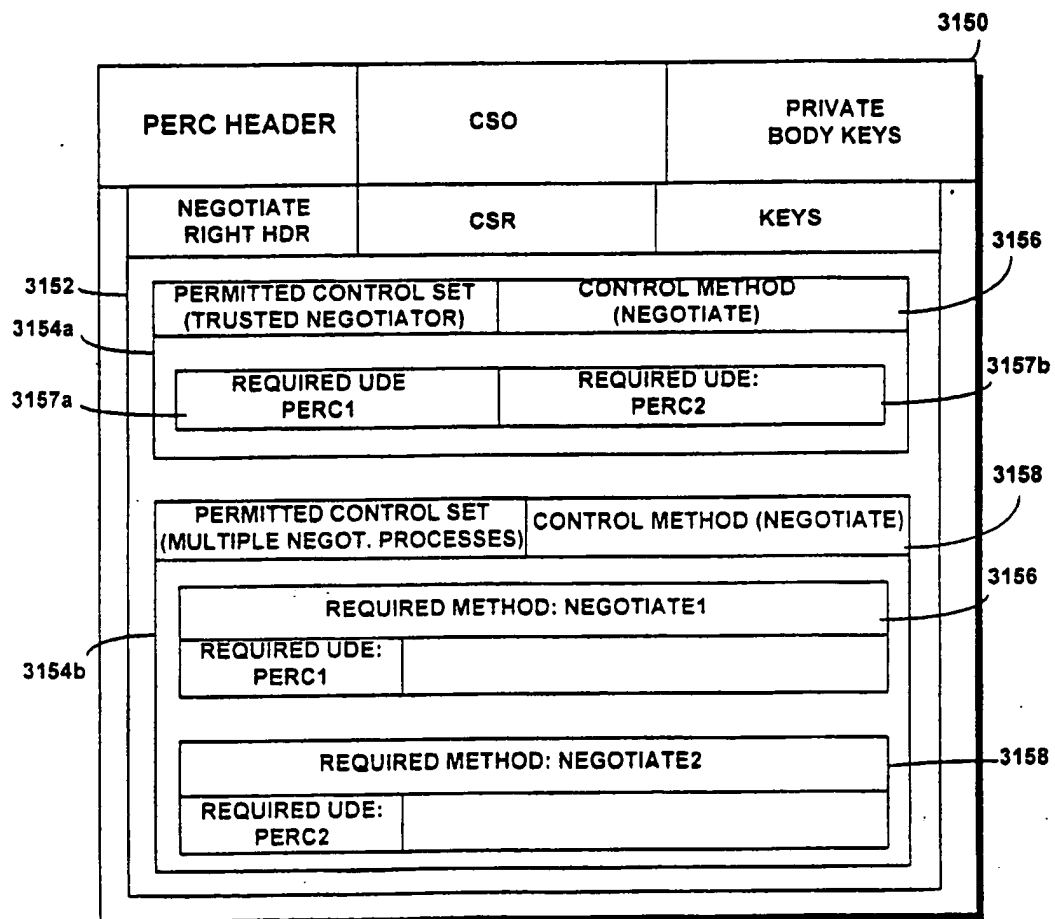 3150
PERC HEADER
CSO
PRIVATE
BODY KEYS
NEGOTIATE
RIGHT HDR
CSR
KEYS
3156
3152
PERMITTED CONTROL SET
(TRUSTED NEGOTIATOR)
CONTROL METHOD
(NEGOTIATE)
3154a
REQUIRED UDE
PERC1
REQUIRED UDE:
PERC2
3157b
3157a
3158
PERMITTED CONTROL SET
(MULTIPLE NEGOT. PROCESSES)
CONTROL METHOD (NEGOTIATE)
3156
REQUIRED METHOD: NEGOTIATE1
REQUIRED UDE:
PERC1
3154b
REQUIRED METHOD: NEGOTIATE2
3158
REQUIRED UDE:
PERC2